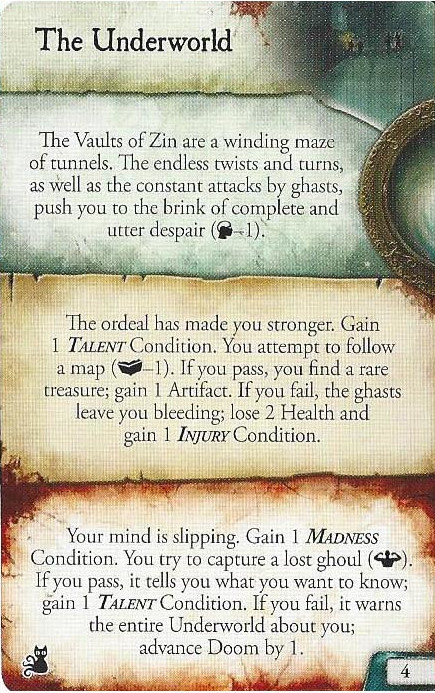 The Underworld
The Vaults of Zin are a winding maze
of tunnels. The endless twists and turns,
as well as the constant attacks by ghasts,
push you to the brink of complete and
utter despair (–1).
The ordeal has made you stronger. Gain
1 TALENT Condition. You attempt to follow
a map (–1). If you pass, you find a rare
treasure; gain 1 Artifact. If you fail, the ghasts
leave you bleeding; lose 2 Health and
gain 1 INJURY Condition.
Your mind is slipping. Gain 1 MADNESS
Condition. You try to capture a lost ghoul ().
If you pass, it tells you what you want to know;
gain 1 TALENT Condition. If you fail, it warns
the entire Underworld about you;
advance Doom by 1.
4